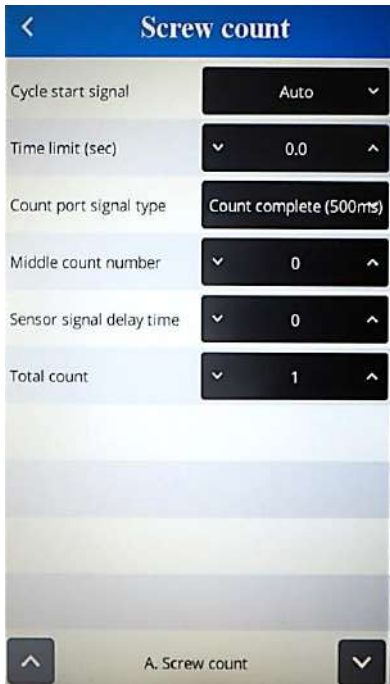 Screw count
Cycle start signal Auto
Time limit (sec) 0.0
Count port signal type Count complete (500ms)
Middle count number 0
Sensor signal delay time 0
Total count 1
A. Screw count